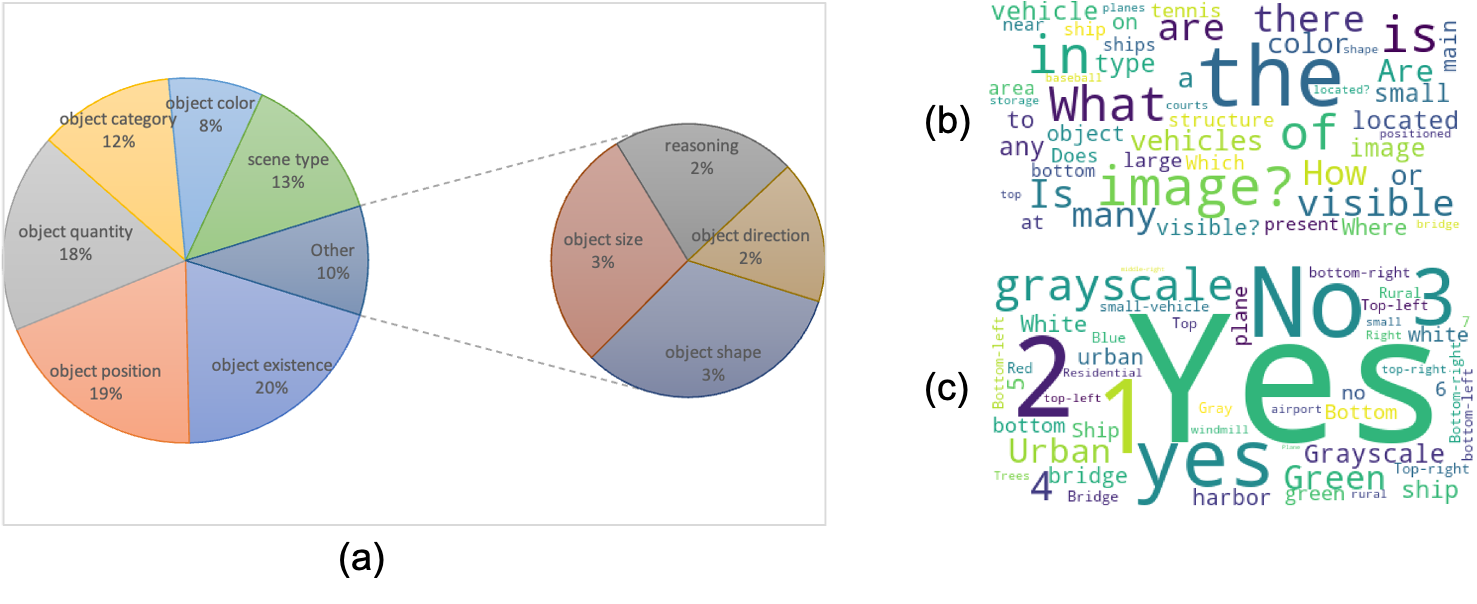 object color
8%
object category
12%
scene type
13%
object quantity
18%
Other
10%
object position
19%
object existence
20%
reasoning
2%
object size
3%
object direction
2%
object shape
3%
(a)
(b)
vehicle planes tennis
near ship on are there is main
ships color shape
in type the Are
baseball a located? small
area
storage What courts
to structure of located
object vehicles positioned
any Does large Which image
bottom
top Is image? How or
many visible
at visible? present Where bridge
(c)
middle-right
grayscale No bottom-right 3
small-vehicle plane Rural
Top-left
White Top small 7
Blue Right white
Bottom-left 2 urban Yes
Red Residential top-right
5 top-left 1 no 6
Gray airport Bottom
bottom Ship windmill Bottom-right
bottom-left
Urban yes Plane Grayscale
Trees bridge Green Top-right
4 Bridge harbor green rural ship